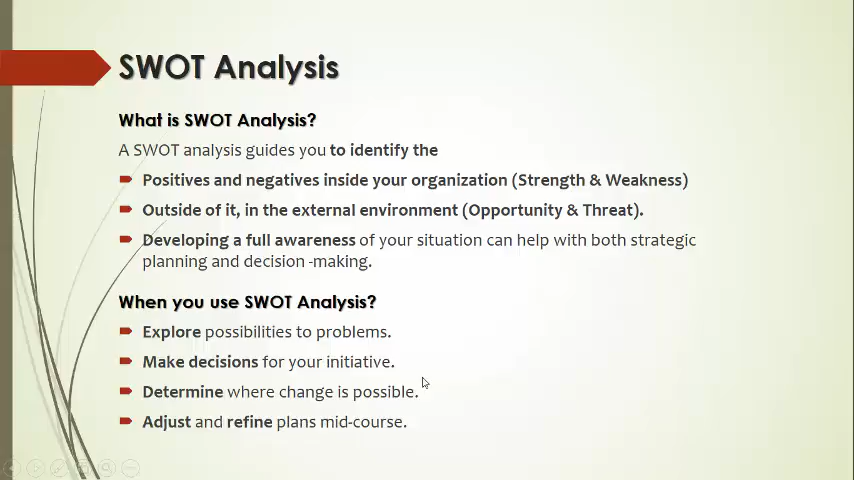 SWOT Analysis
What is SWOT Analysis?
A SWOT analysis guides you to identify the
Positives and negatives inside your organization (Strength & Weakness)
Outside of it, in the external environment (Opportunity & Threat).
Developing a full awareness of your situation can help with both strategic
planning and decision -making.
When you use SWOT Analysis?
Explore possibilities to problems.
Make decisions for your initiative.
Determine where change is possible.
Adjust and refine plans mid-course.